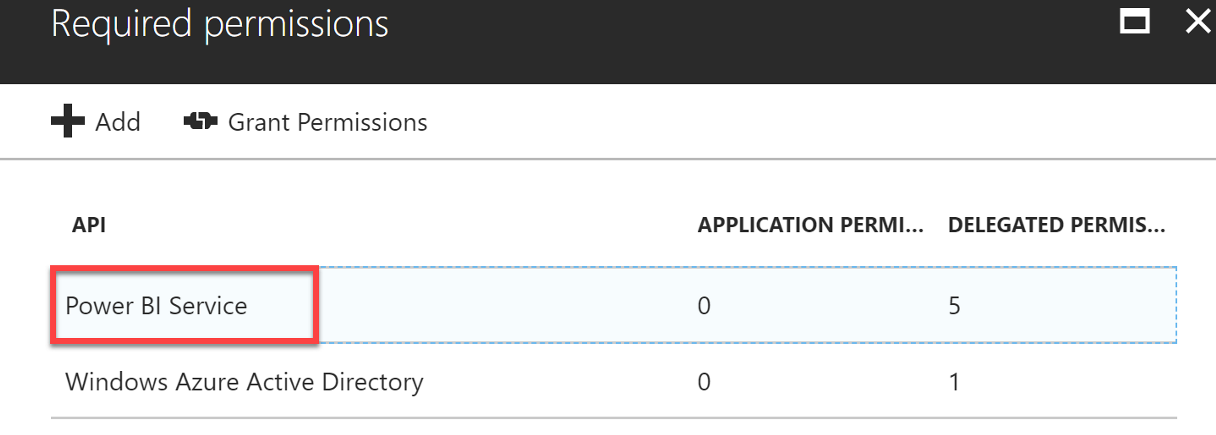 Required permissions
Add Grant Permissions
API APPLICATION PERMI... DELEGATED PERMIS...
Power BI Service 0 5
Windows Azure Active Directory 0 1